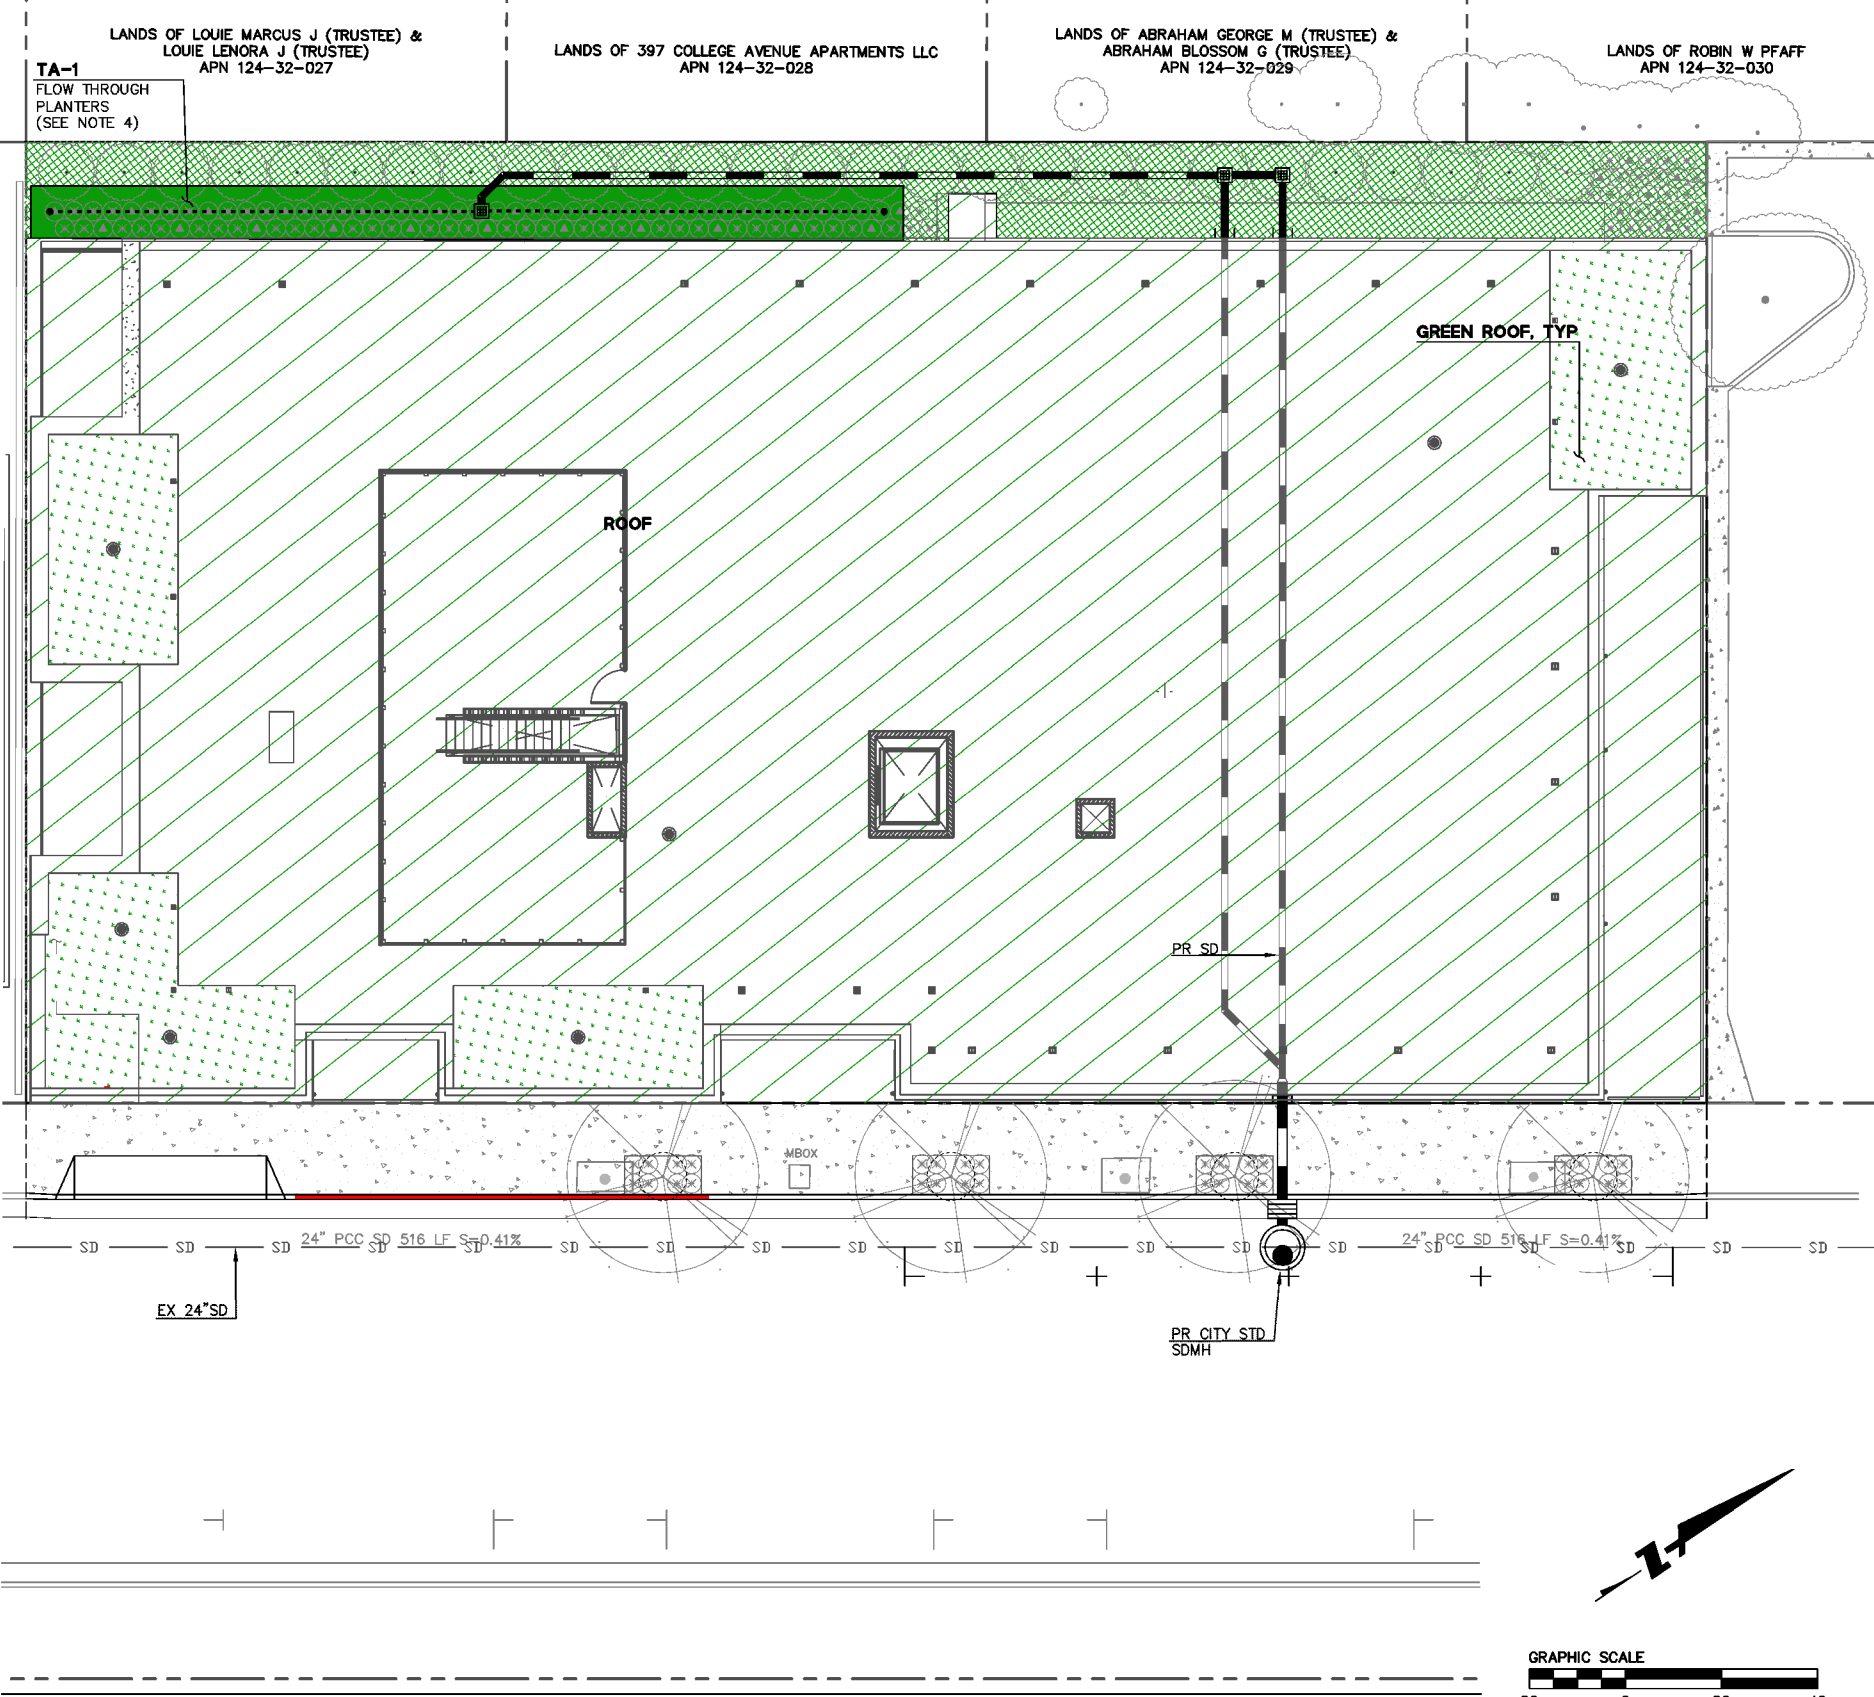 LANDS OF LOUIE MARCUS J (TRUSTEE) &
LOUIE LENORA J (TRUSTEE)
APN 124-32-027
LANDS OF 397 COLLEGE AVENUE APARTMENTS LLC
APN 124-32-028
LANDS OF ABRAHAM GEORGE M (TRUSTEE) &
ABRAHAM BLOSSOM G (TRUSTEE)
APN 124-32-029
LANDS OF ROBIN W PFAFF
APN 124-32-030
TA-1
FLOW THROUGH
PLANTERS
(SEE NOTE 4)
GREEN ROOF, TYP
ROOF
PR SD
MBOX
24" PCC SD 516 LF S=0.41%
24" PCC SD 516 LF S=0.41%
SD SD SD SD SD SD SD SD SD SD SD SD SD SD SD SD SD SD
EX 24"SD
PR CITY STD
SDMH
Z
GRAPHIC SCALE